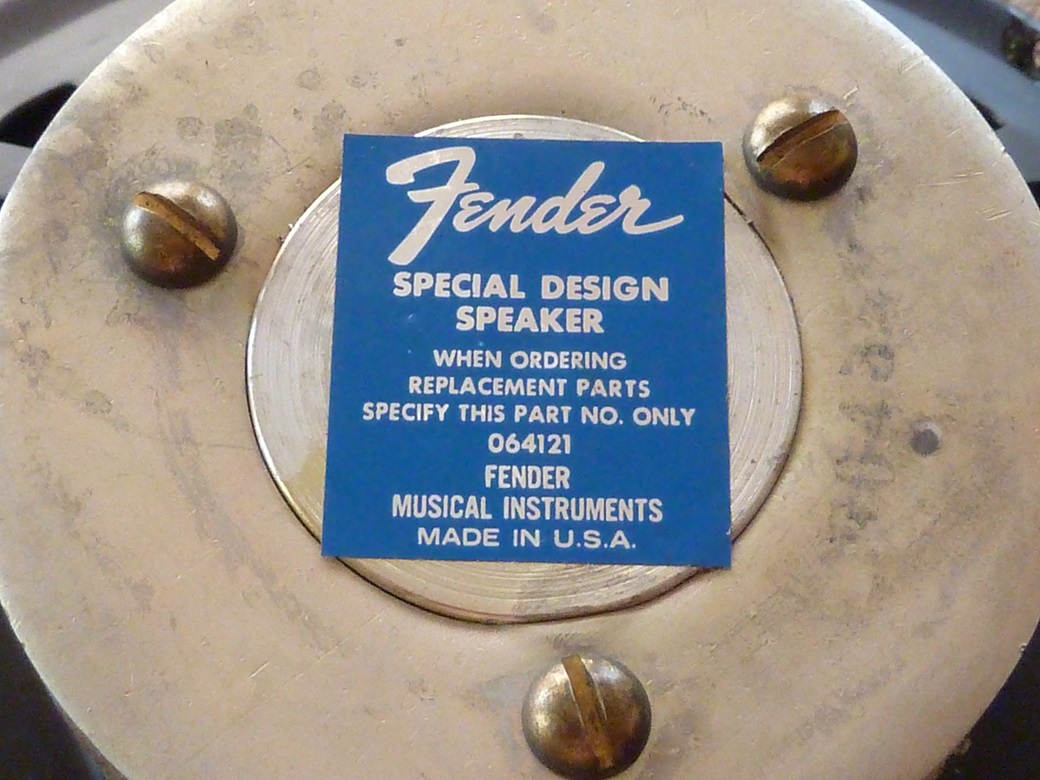 Fender
SPECIAL DESIGN
SPEAKER
WHEN ORDERING
REPLACEMENT PARTS
SPECIFY THIS PART NO. ONLY
064121
FENDER
MUSICAL INSTRUMENTS
MADE IN U.S.A.